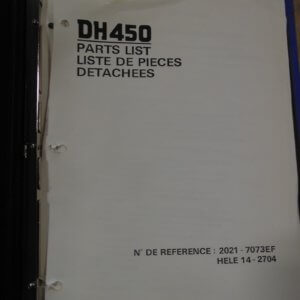 DH450
PARTS LIST
LISTE DE PIECES
DETACHEES
N° DE REFERENCE : 2021 - 7073EF
HELE 14 - 2704